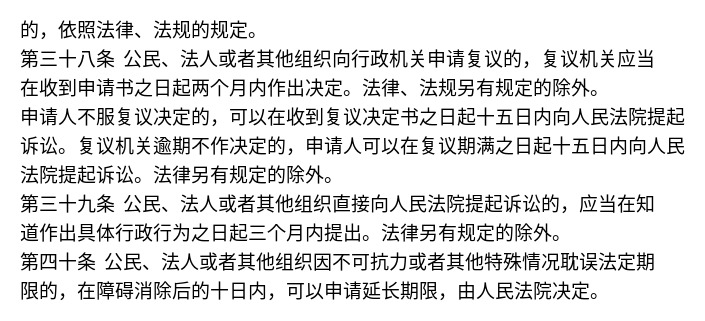 的，依照法律、法规的规定。
第三十八条 公民、法人或者其他组织向行政机关申请复议的，复议机关应当
在收到申请书之日起两个月内作出决定。法律、法规另有规定的除外。
申请人不服复议决定的，可以在收到复议决定书之日起十五日内向人民法院提起
诉讼。复议机关逾期不作决定的，申请人可以在复议期满之日起十五日内向人民
法院提起诉讼。法律另有规定的除外。
第三十九条 公民、法人或者其他组织直接向人民法院提起诉讼的，应当在知
道作出具体行政行为之日起三个月内提出。法律另有规定的除外。
第四十条 公民、法人或者其他组织因不可抗力或者其他特殊情况耽误法定期
限的，在障碍消除后的十日内，可以申请延长期限，由人民法院决定。